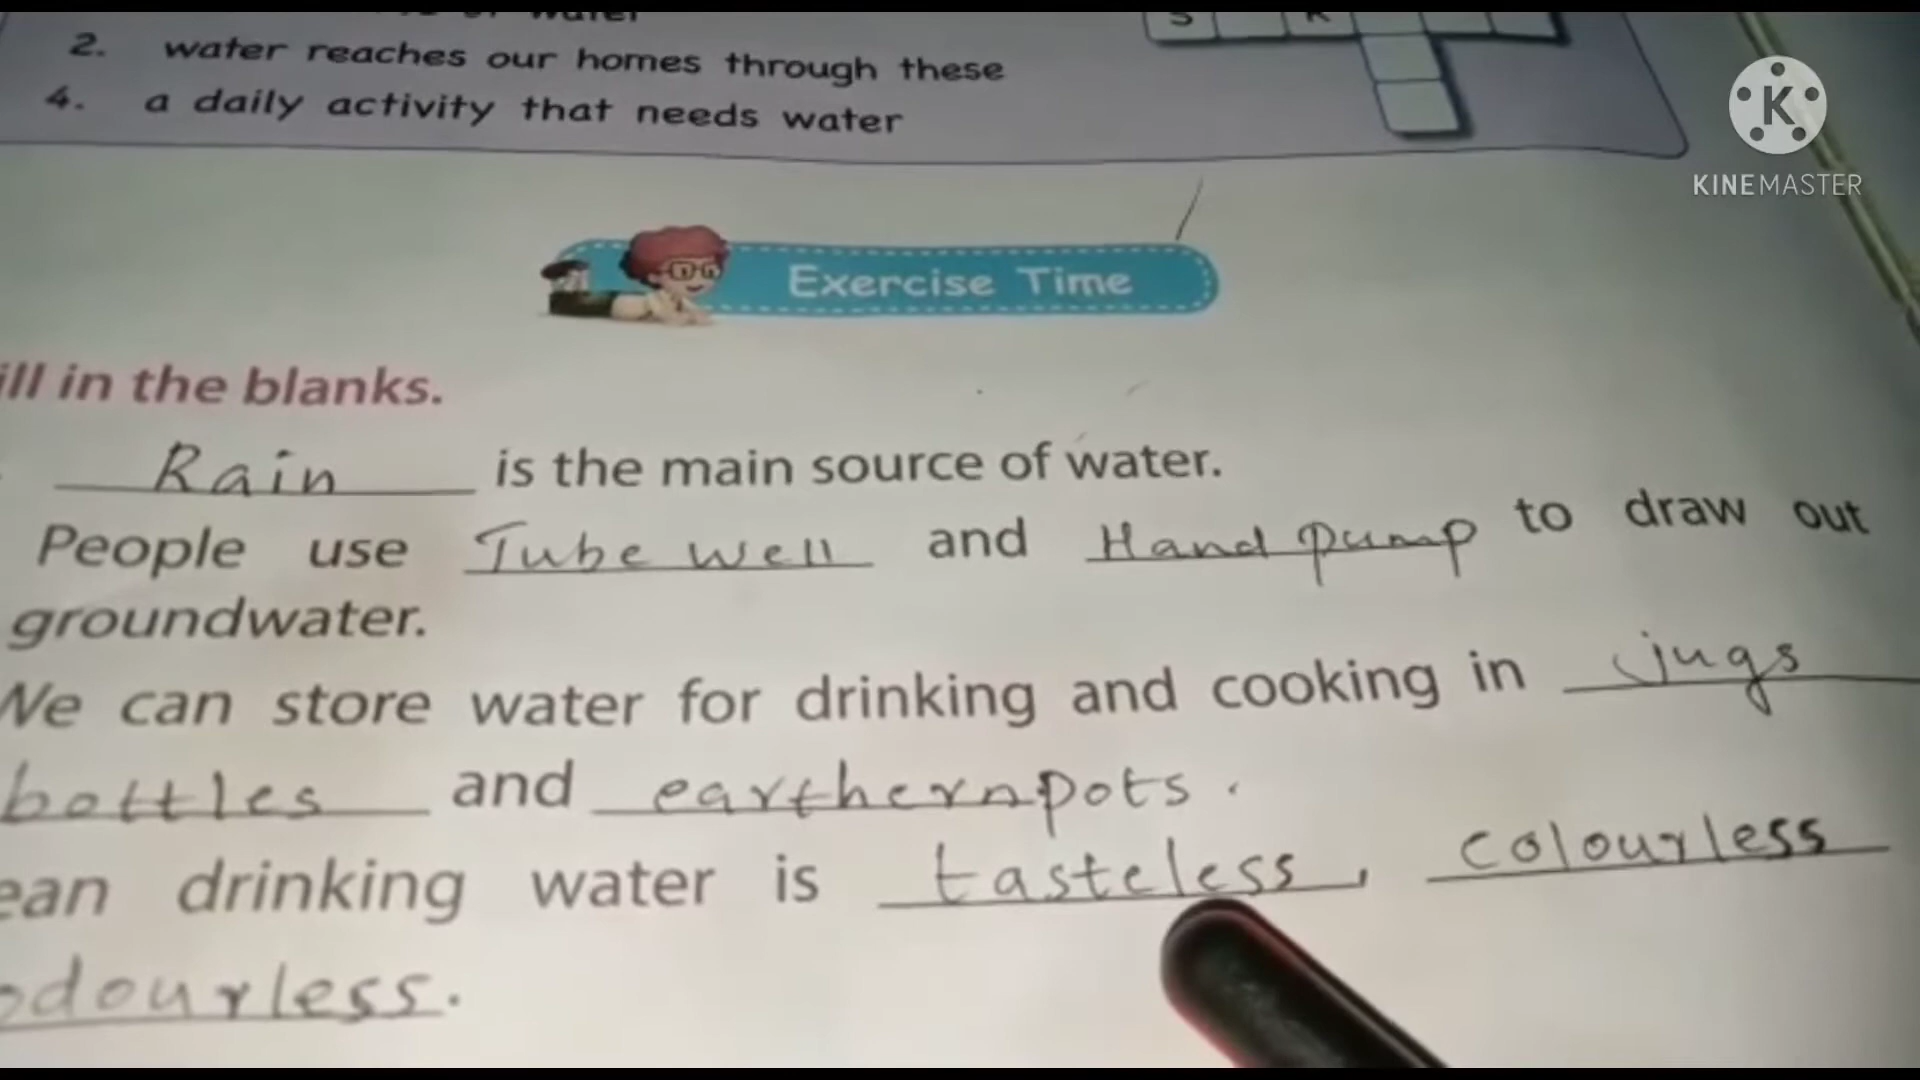 water
2. water reaches our homes through these
4. a daily activity that needs water
S K
KINEMASTER
Exercise Time
ill in the blanks.
Rain is the main source of water.
People use Tube well and Hand pump to draw out
groundwater.
We can store water for drinking and cooking in jugs
bottles and earthernpots.
ean drinking water is tasteless, colourless
odourless.